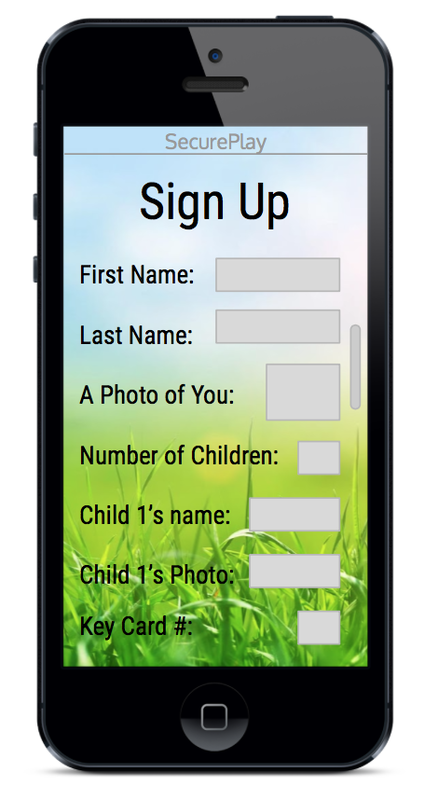 SecurePlay
Sign Up
First Name:
Last Name:
A Photo of You:
Number of Children:
Child 1’s name:
Child 1’s Photo:
Key Card #: